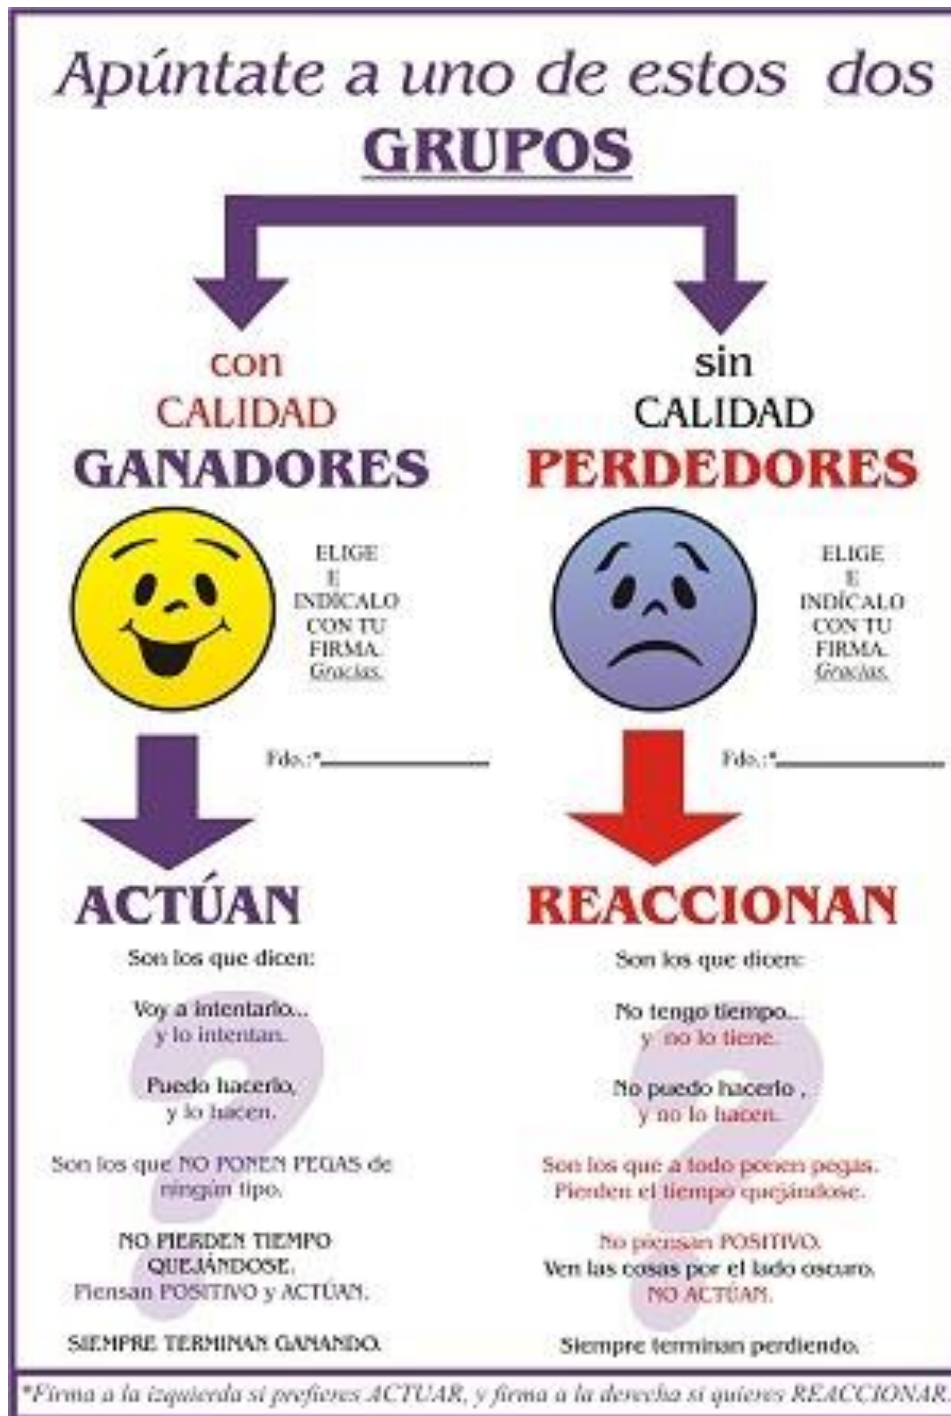 Apúntate a uno de estos dos
GRUPOS
con
CALIDAD
GANADORES
ELIGE
E
INDÍCALO
CON TU
FIRMA.
Gracias.
Fdo.:*
ACTÚAN
Son los que dicen:
Voy a intentarlo...
y lo intentan.
Puedo hacerlo,
y lo hacen.
Son los que NO PONEN PEGAS de
ningún tipo.
NO PIERDEN TIEMPO
QUEJÁNDOSE.
Piensan POSITIVO y ACTÚAN.
SIEMPRE TERMINAN GANANDO.
sin
CALIDAD
PERDEDORES
ELIGE
E
INDÍCALO
CON TU
FIRMA.
Gracias.
Fdo.:*
REACCIONAN
Son los que dicen:
No tengo tiempo...
y no lo tiene.
No puedo hacerlo ,
y no lo hacen.
Son los que a todo ponen pegas.
Pierden el tiempo quejándose.
No piensan POSITIVO.
Ven las cosas por el lado oscuro.
NO ACTÚAN.
Siempre terminan perdiendo.
*Firma a la izquierda si prefieres ACTUAR, y firma a la derecha si quieres REACCIONAR.